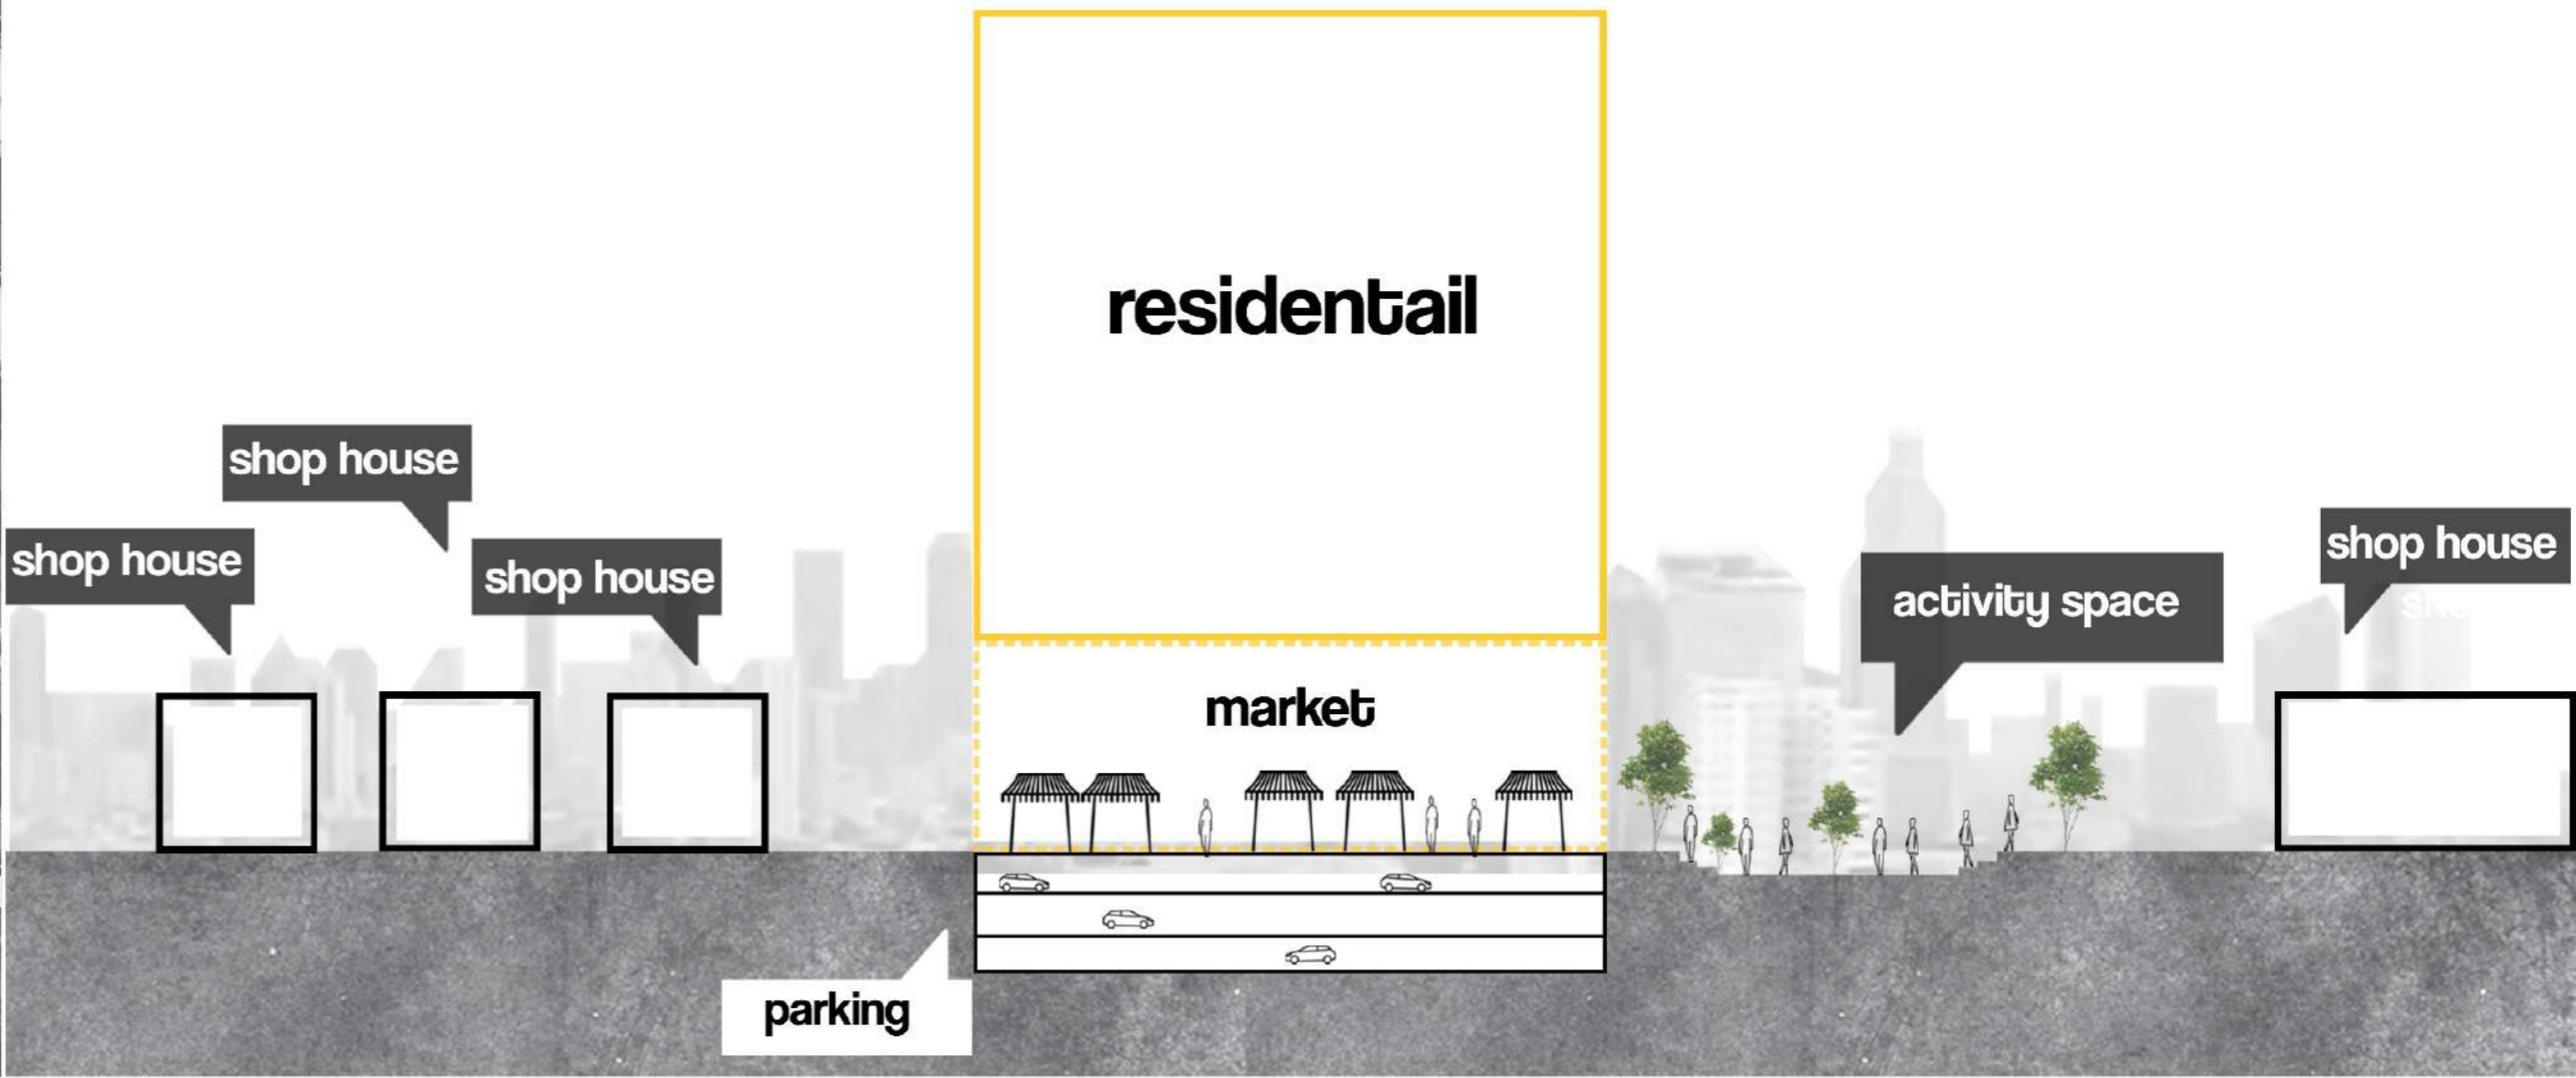 residentail
shop house
shop house
shop house
shop house
activity space
market
parking